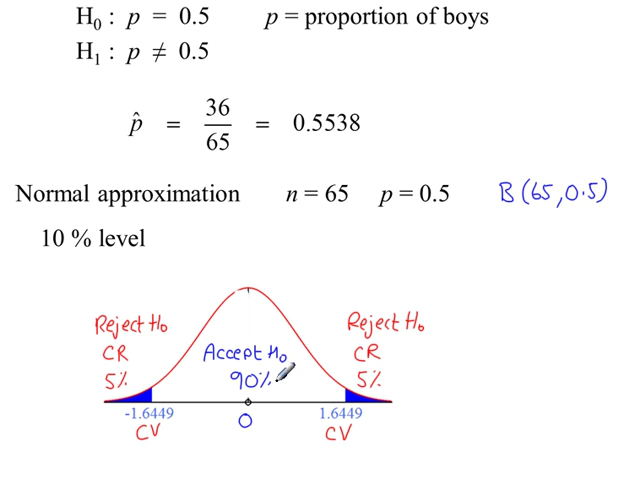 H₀ : p = 0.5 p = proportion of boys
H₁ : p ≠ 0.5
p̂ = 36/65 = 0.5538
Normal approximation n = 65 p = 0.5 B(65, 0.5)
10 % level
Reject H₀ Reject H₀
CR Accept H₀ CR
5% 90% 5%
-1.6449 1.6449
CV 0 CV